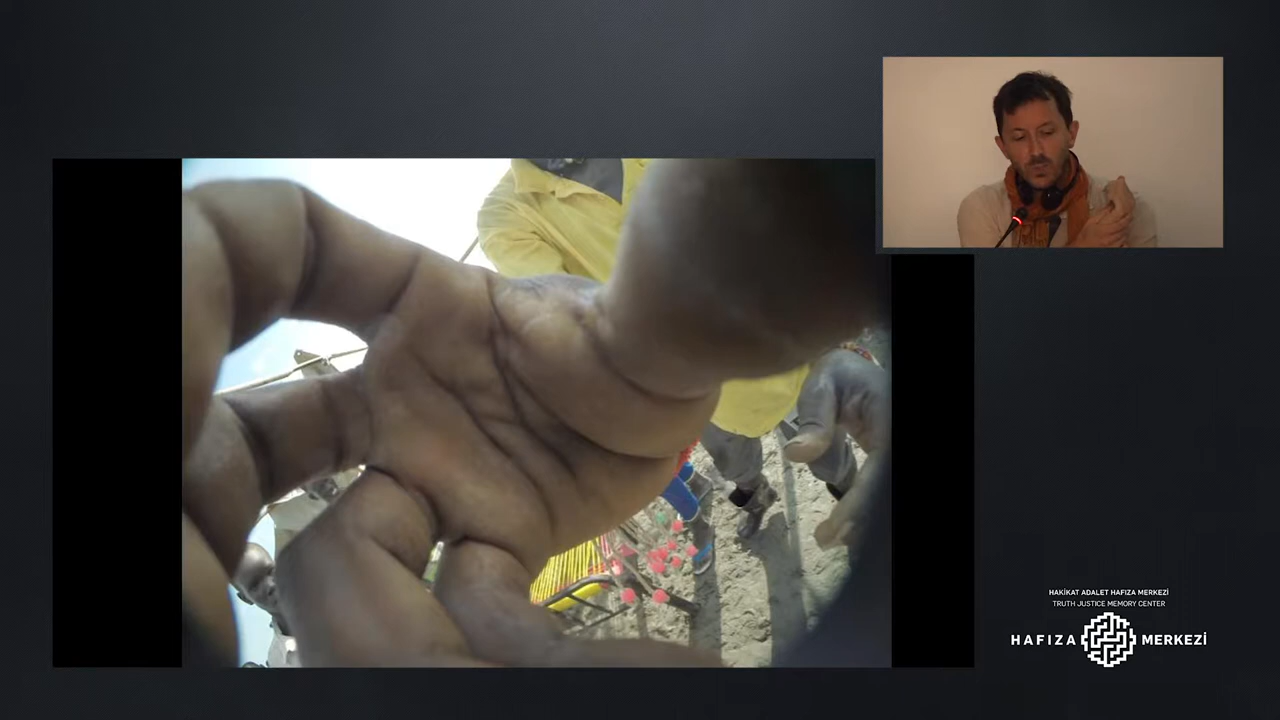 HAKİKAT ADALET HAFIZA MERKEZİ
TRUTH JUSTICE MEMORY CENTER
HAFIZA MERKEZİ